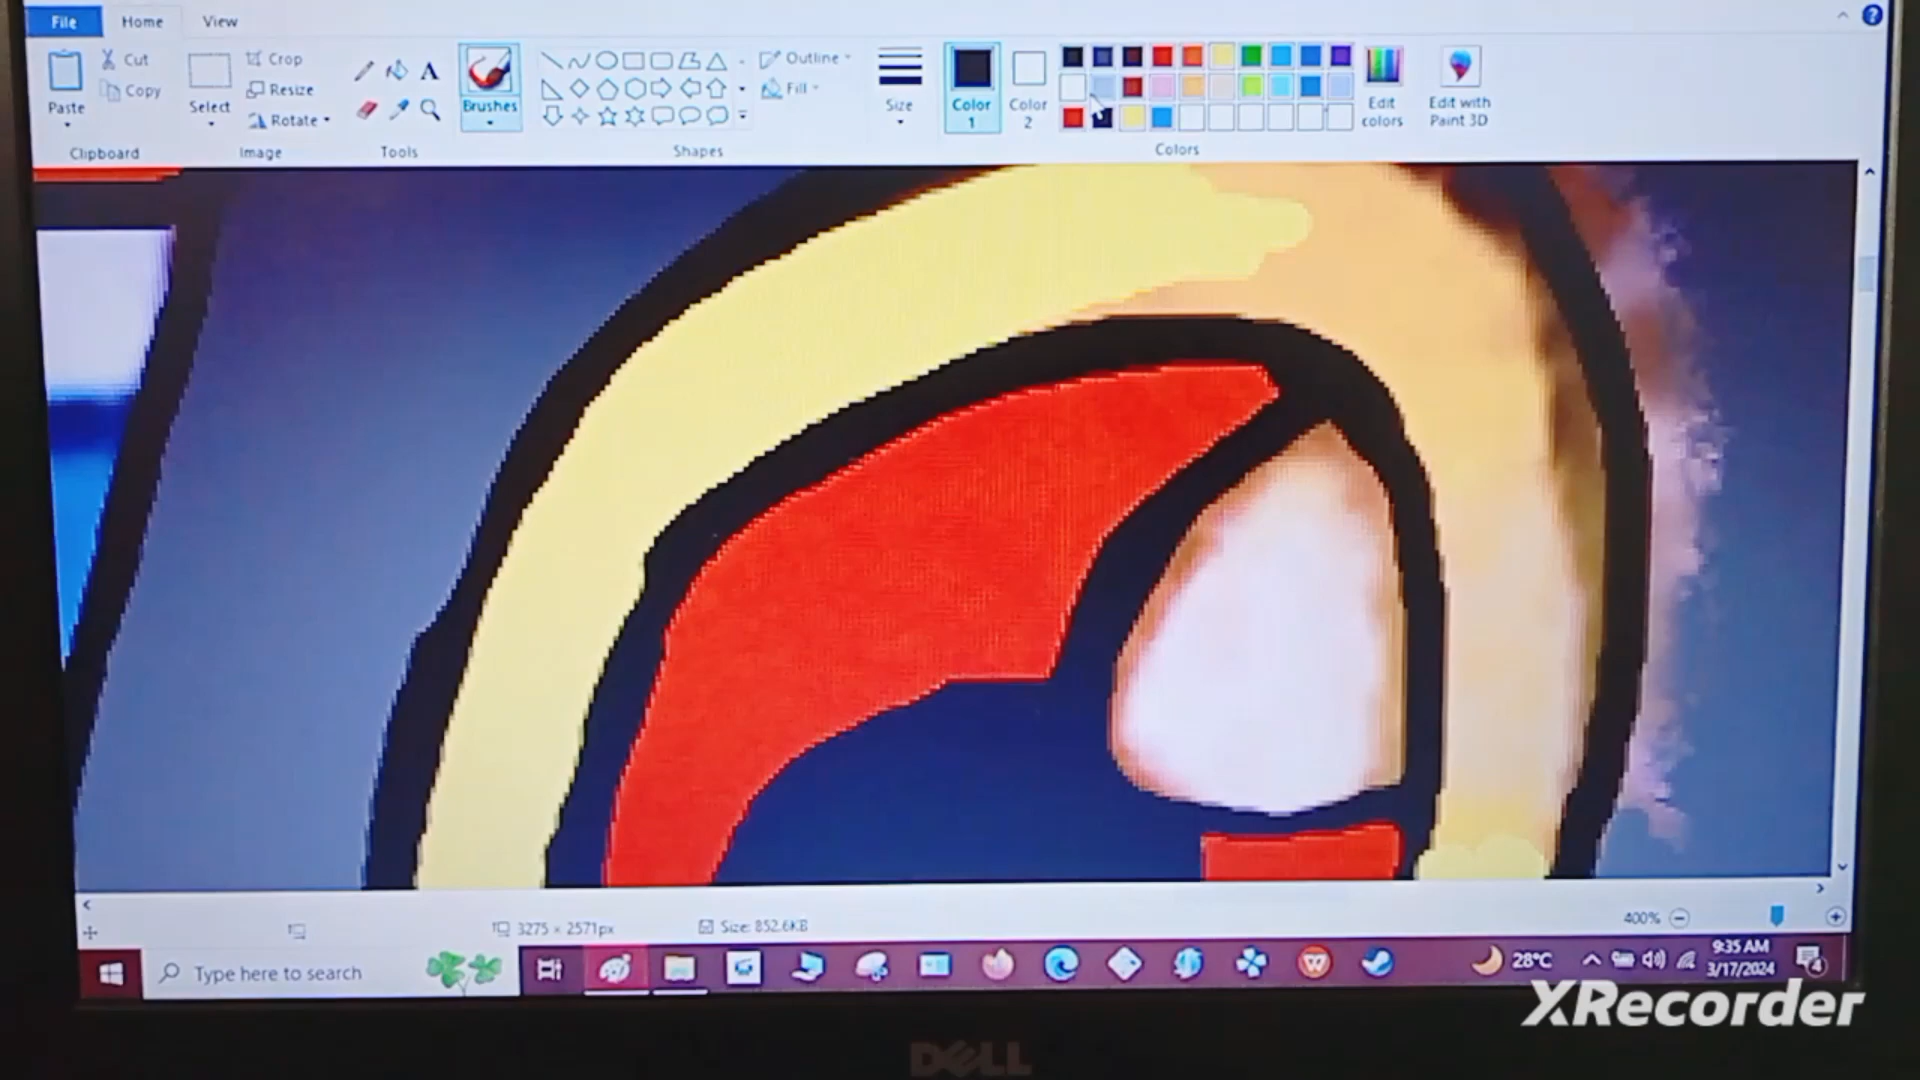 File Home View
Cut Crop Outline
Copy Resize Fill
Paste Select Rotate Brushes Size Color 1 Color 2 Edit colors Edit with Paint 3D
Clipboard Image Tools Shapes Colors
3275 × 2571px Size: 852.6KB 400%
Type here to search 28°C 9:35 AM
3/17/2024
4
XRecorder
DELL